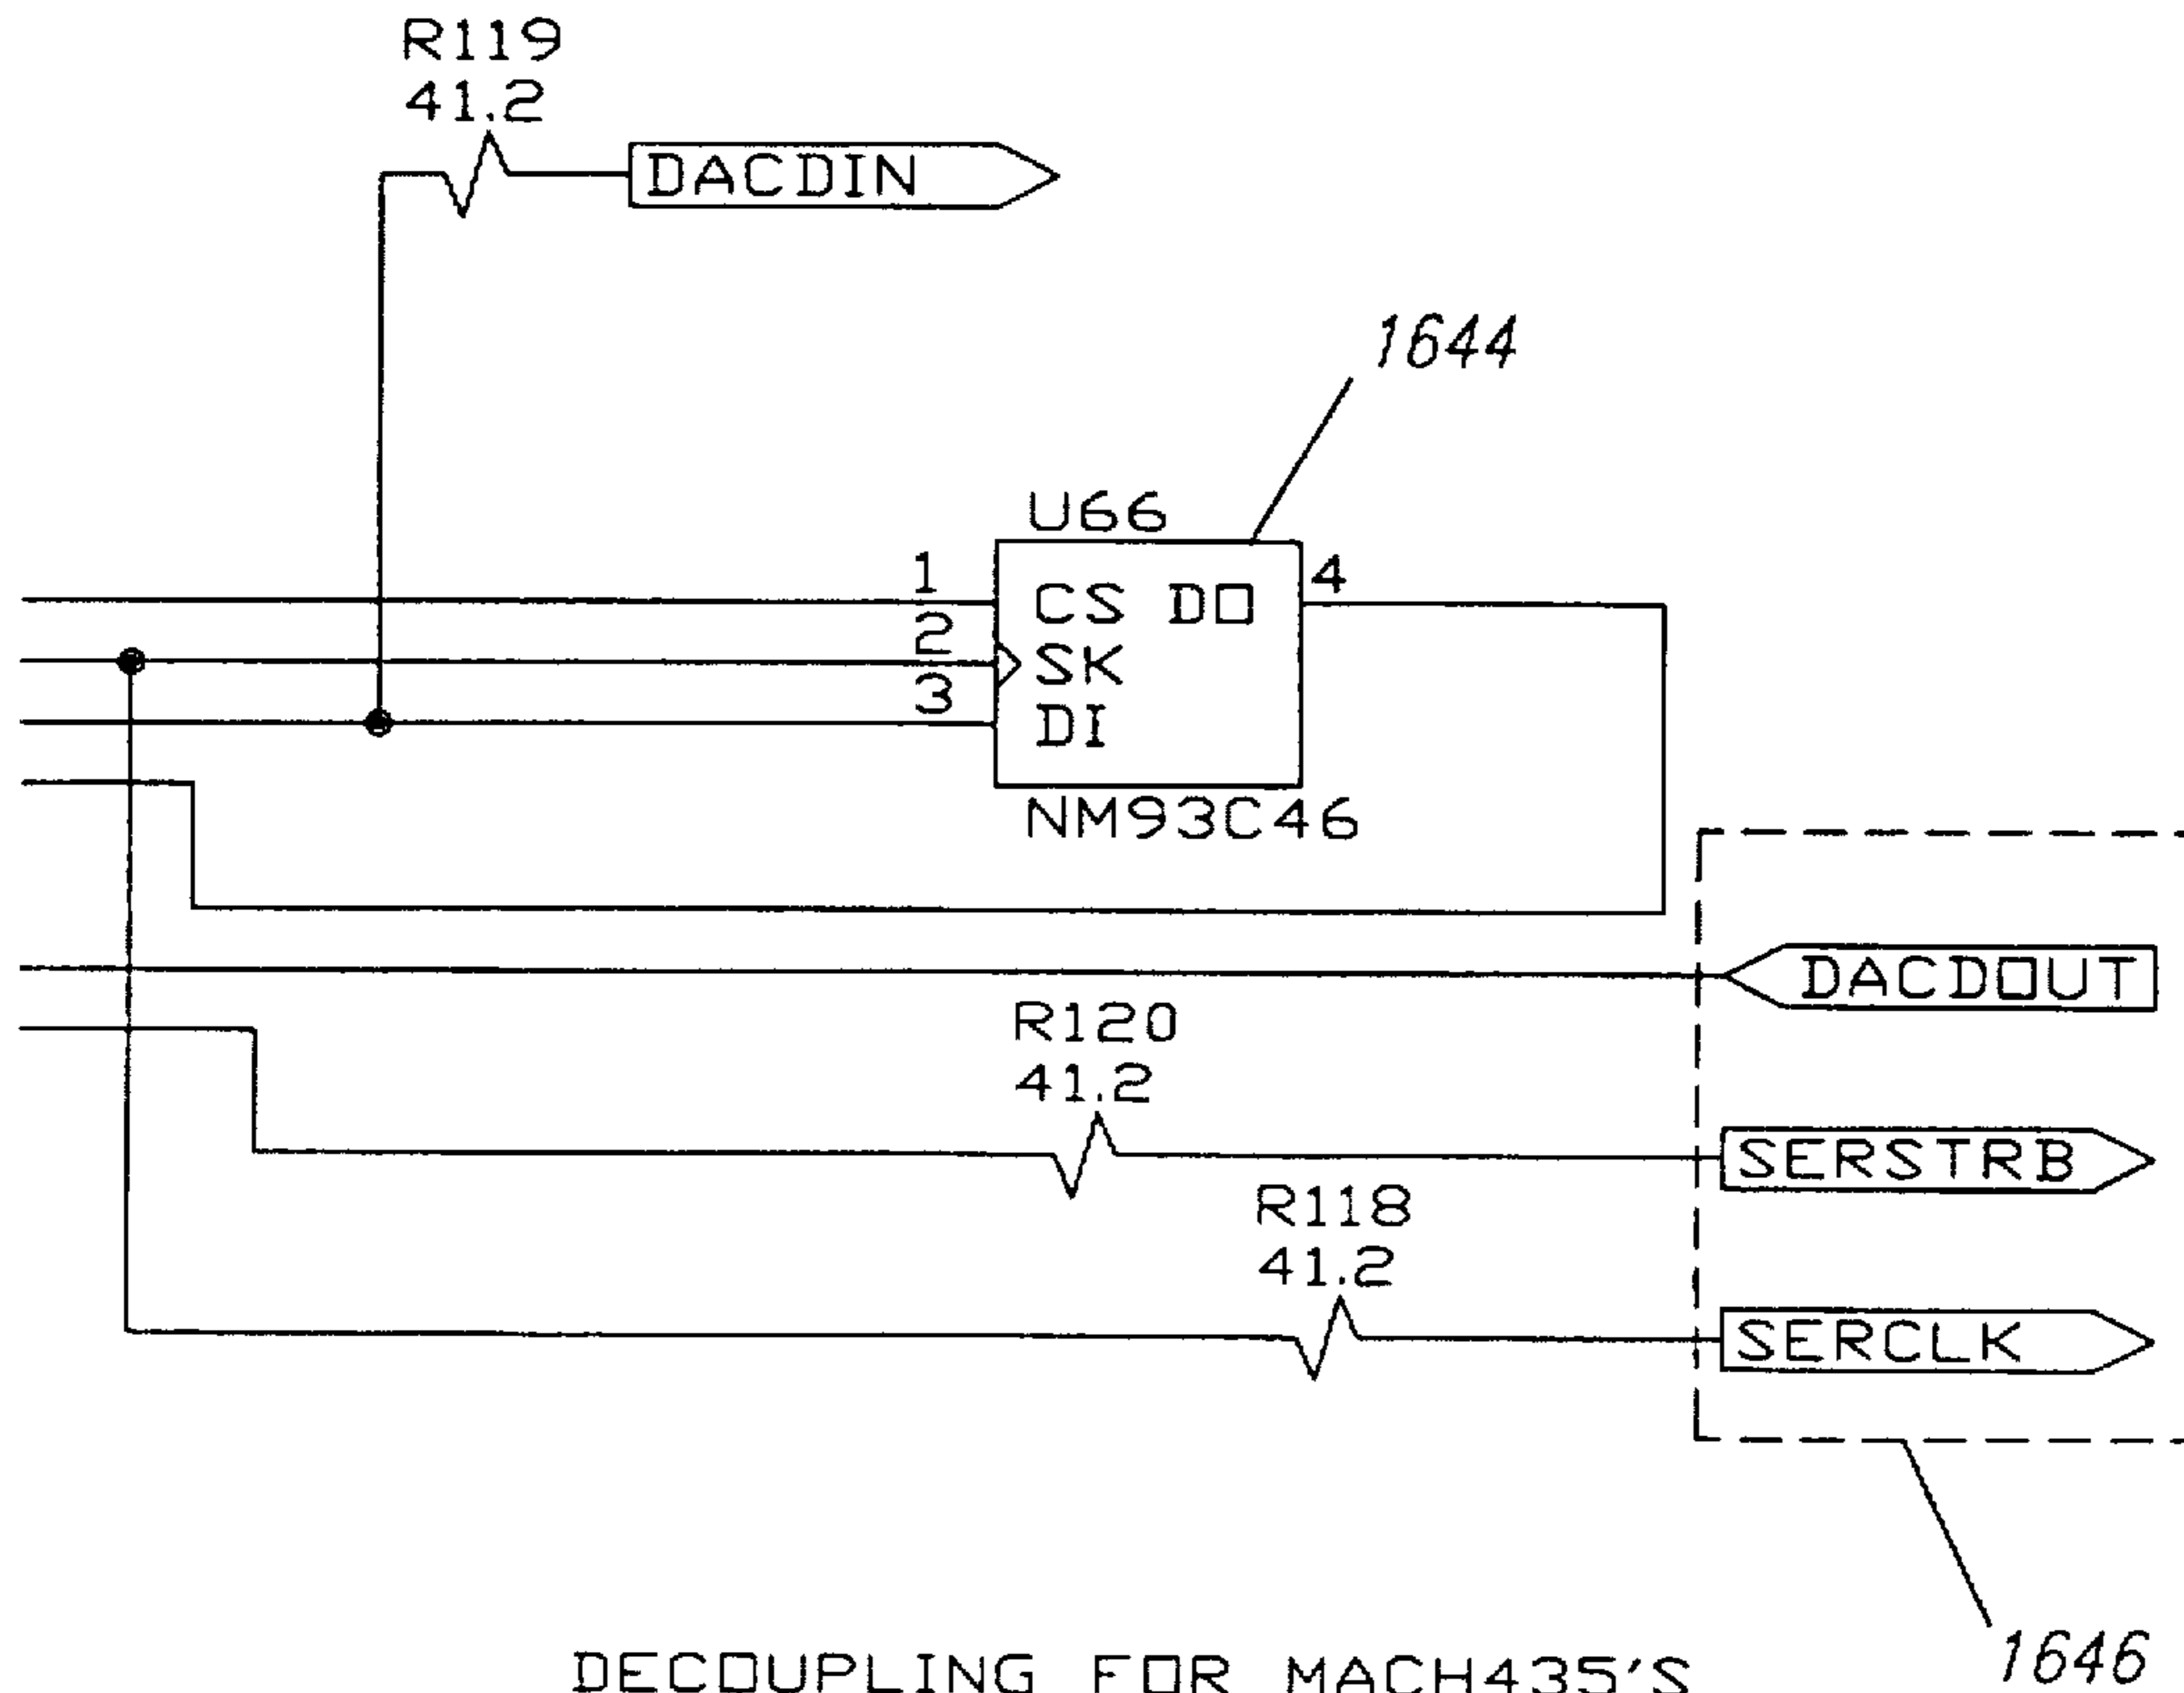 R119
41.2
DACDIN
1644
U66
1
CS DO
4
2
SK
3
DI
NM93C46
DACDOUT
R120
41.2
SERSTRB
R118
41.2
SERCLK
1646
DECOUPLING FOR MACH435'S